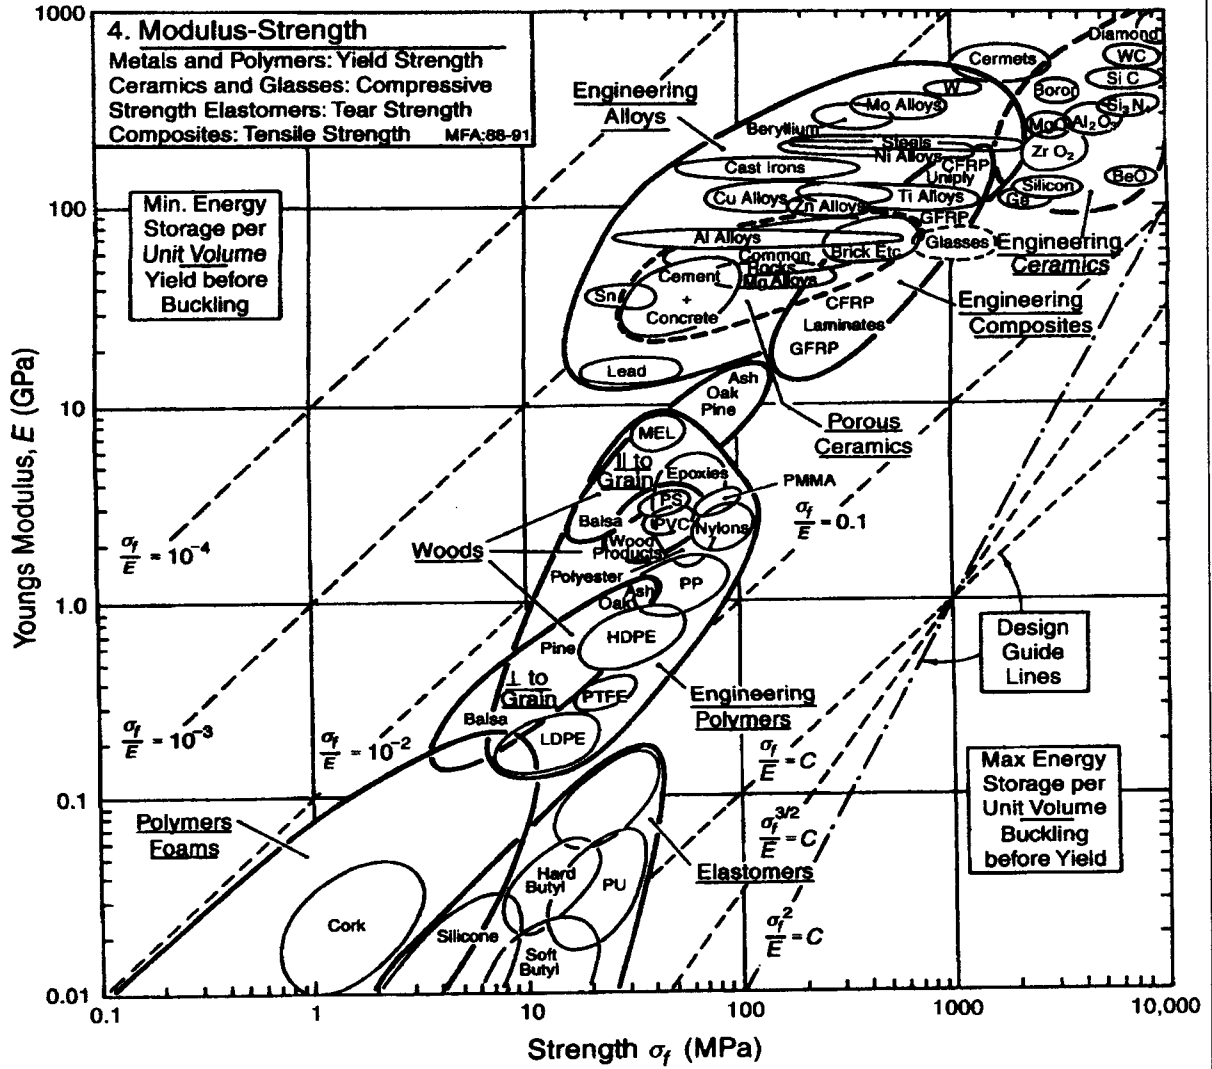 4. Modulus-Strength
Metals and Polymers: Yield Strength
Ceramics and Glasses: Compressive
Strength Elastomers: Tear Strength
Composites: Tensile Strength MFA:88-91
Min. Energy
Storage per
Unit Volume
Yield before
Buckling
Engineering
Alloys
Diamond
WC
Cermets
Si C
W
Boron
Mo Alloys
Si₃N₄
Beryllium
MgO
Al₂O₃
Steels
Ni Alloys
Zr O₂
Cast Irons
CFRP
Uniply
BeO
Silicon
Ge
Cu Alloys
Zn Alloys
Ti Alloys
GFRP
Al Alloys
Glasses
Brick Etc
Engineering
Ceramics
Common
Rocks
Mg Alloys
Cement
+
Concrete
Sn
CFRP
Laminates
GFRP
Engineering
Composites
Lead
Ash
Oak
Pine
Porous
Ceramics
MEL
|| to
Grain
Epoxies
PMMA
PS
PVC
Nylons
Balsa
Wood
Products
Woods
Polyester
PP
Ash
Oak
HDPE
Pine
⊥ to
Grain
PTFE
Balsa
LDPE
Engineering
Polymers
σf/E = 10⁻⁴
σf/E = 10⁻³
σf/E = 10⁻²
σf/E = 0.1
Design
Guide
Lines
σf/E = C
σf^3/2/E = C
σf²/E = C
Max Energy
Storage per
Unit Volume
Buckling
before Yield
Polymers
Foams
Elastomers
Hard
Butyl
PU
Cork
Silicone
Soft
Butyl
Youngs Modulus, E (GPa)
1000
100
10
1.0
0.1
0.01
0.1
1
10
100
1000
10,000
Strength σf (MPa)